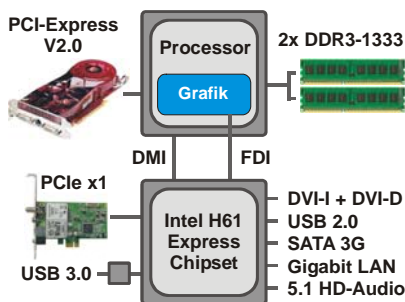 PCI-Express
V2.0
Processor
Grafik
2x DDR3-1333
DMI
FDI
PCIe x1
Intel H61
Express
Chipset
USB 3.0
DVI-I + DVI-D
USB 2.0
SATA 3G
Gigabit LAN
5.1 HD-Audio